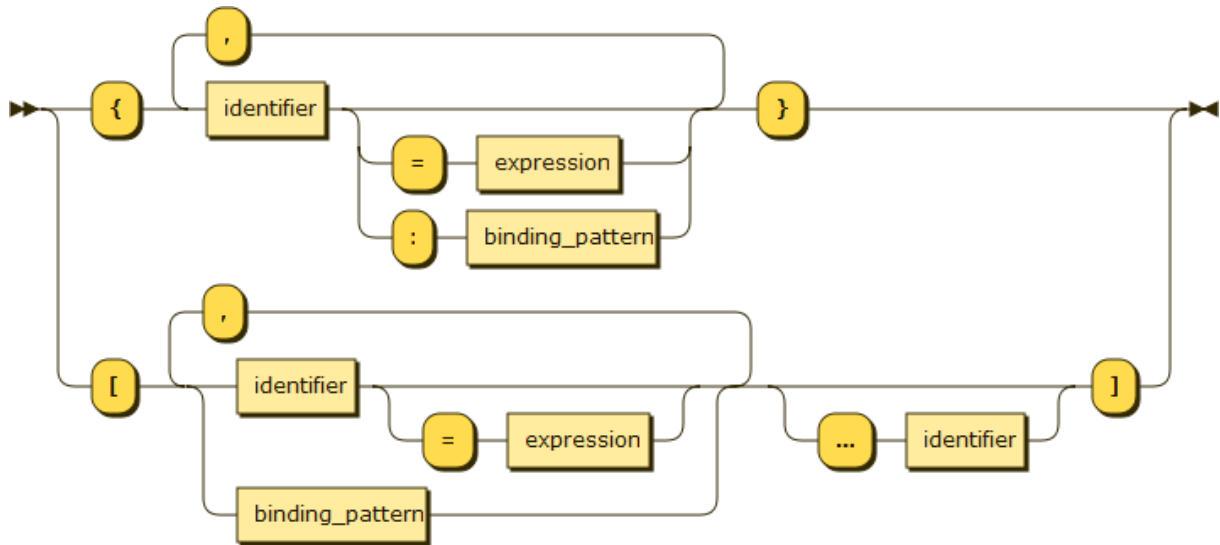 ,
{ identifier }
= expression
: binding_pattern
,
[ identifier ]
= expression ... identifier
binding_pattern